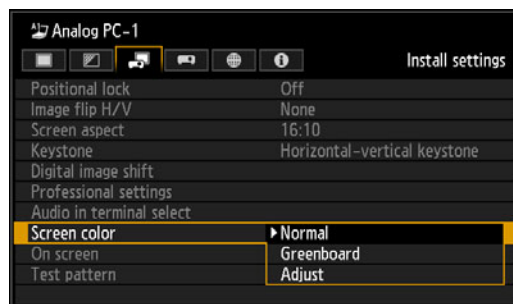 Analog PC-1
Install settings
Positional lock Off
Image flip H/V None
Screen aspect 16:10
Keystone Horizontal-vertical keystone
Digital image shift
Professional settings
Audio in terminal select
Screen color Normal
Greenboard
On screen
Test pattern Adjust